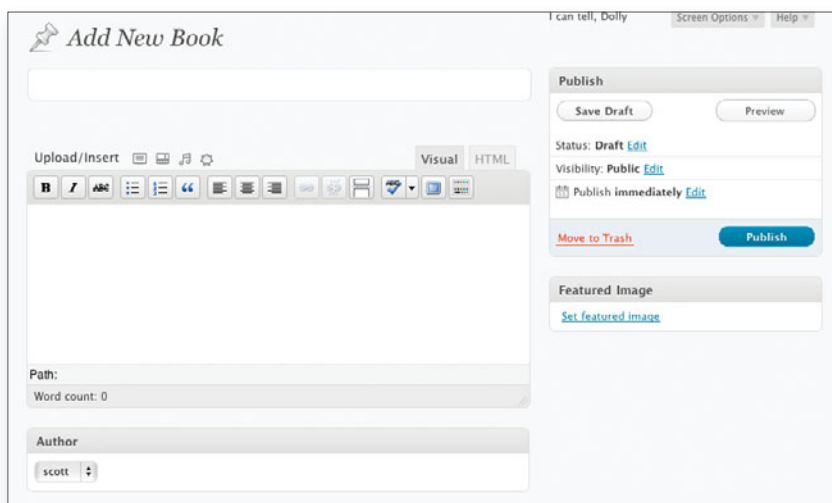 I can tell, Dolly
Screen Options
Help
Add New Book
Publish
Save Draft
Preview
Status: Draft Edit
Visibility: Public Edit
Publish immediately Edit
Move to Trash
Publish
Featured Image
Set featured image
Upload/Insert
Visual
HTML
B I ABC ABC
Path:
Word count: 0
Author
scott